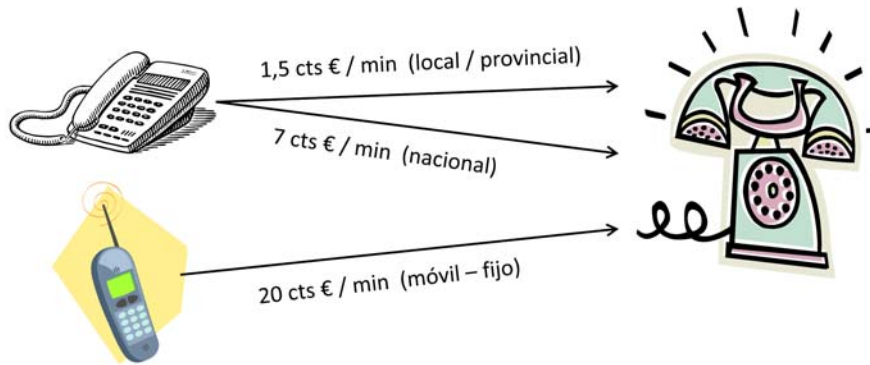 1,5 cts € / min (local / provincial)
7 cts € / min (nacional)
20 cts € / min (móvil – fijo)